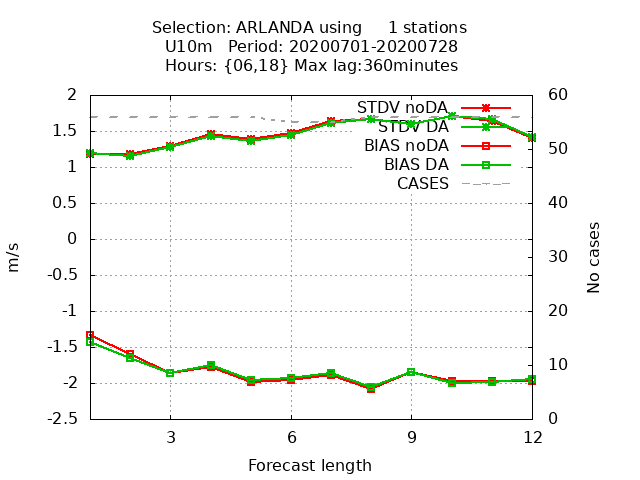 Selection: ARLANDA using     1 stations
U10m   Period: 20200701-20200728
Hours: {06,18} Max lag:360minutes
2
1.5
1
0.5
0
-0.5
-1
-1.5
-2
-2.5
m/s
STDV noDA
STDV DA
BIAS noDA
BIAS DA
CASES
60
50
40
30
20
10
0
No cases
3 6 9 12
Forecast length